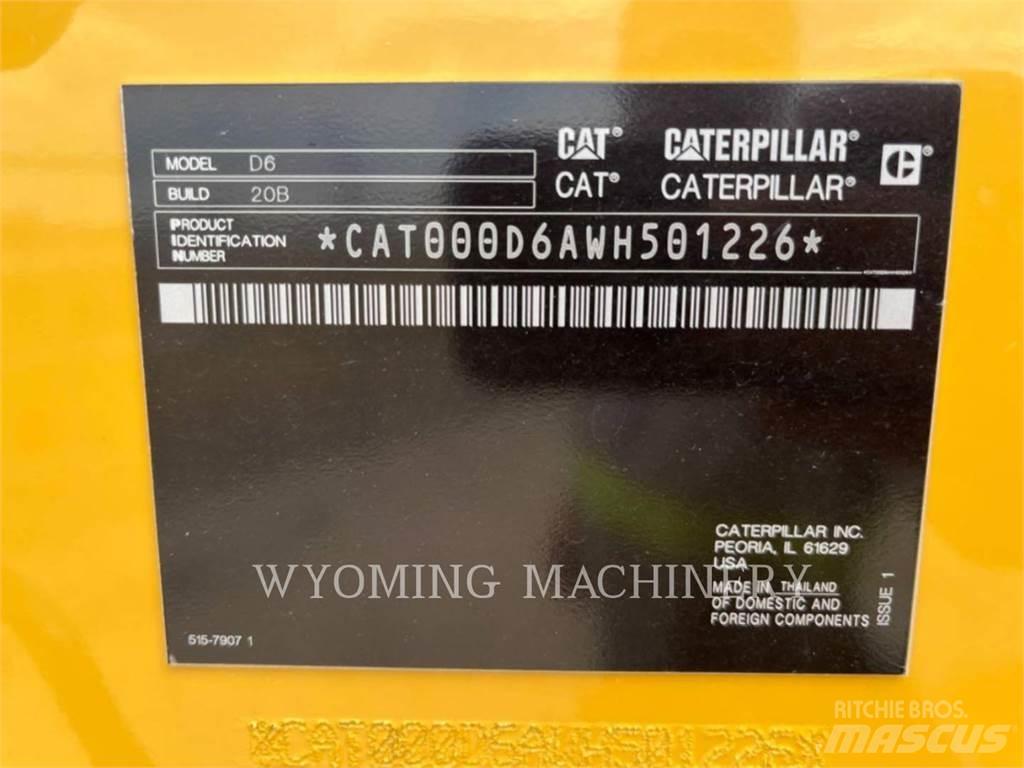 CAT® CATERPILLAR®
CAT® CATERPILLAR®
MODEL D6
BUILD 20B
PRODUCT
IDENTIFICATION
NUMBER
*CAT000D6AWH501226*
CATERPILLAR INC.
PEORIA, IL 61629
USA
MADE IN THAILAND
OF DOMESTIC AND
FOREIGN COMPONENTS
ISSUE 1
515-7907 1
WYOMING MACHINERY
RITCHIE BROS.
MASCUS